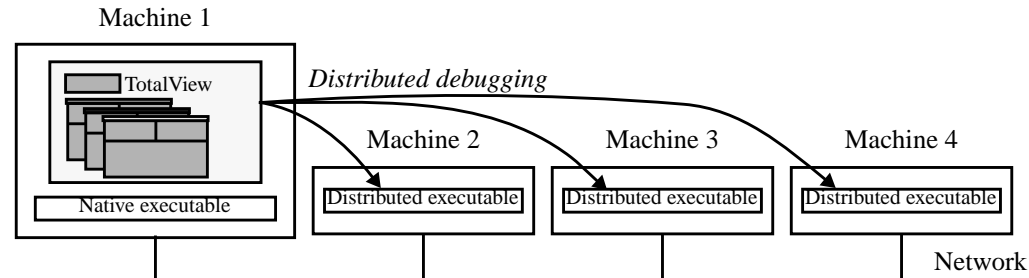 Machine 1
TotalView
Distributed debugging
Machine 2
Machine 3
Machine 4
Native executable
Distributed executable
Distributed executable
Distributed executable
Network